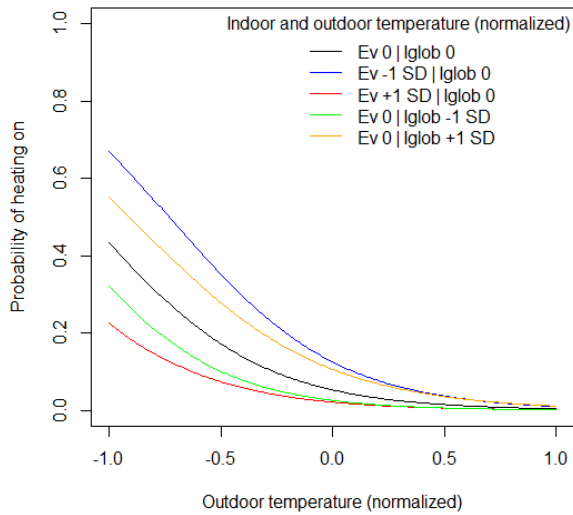 Indoor and outdoor temperature (normalized)
Ev 0 | Iglob 0
Ev -1 SD | Iglob 0
Ev +1 SD | Iglob 0
Ev 0 | Iglob -1 SD
Ev 0 | Iglob +1 SD
Probability of heating on
1.0
0.8
0.6
0.4
0.2
0.0
-1.0 -0.5 0.0 0.5 1.0
Outdoor temperature (normalized)